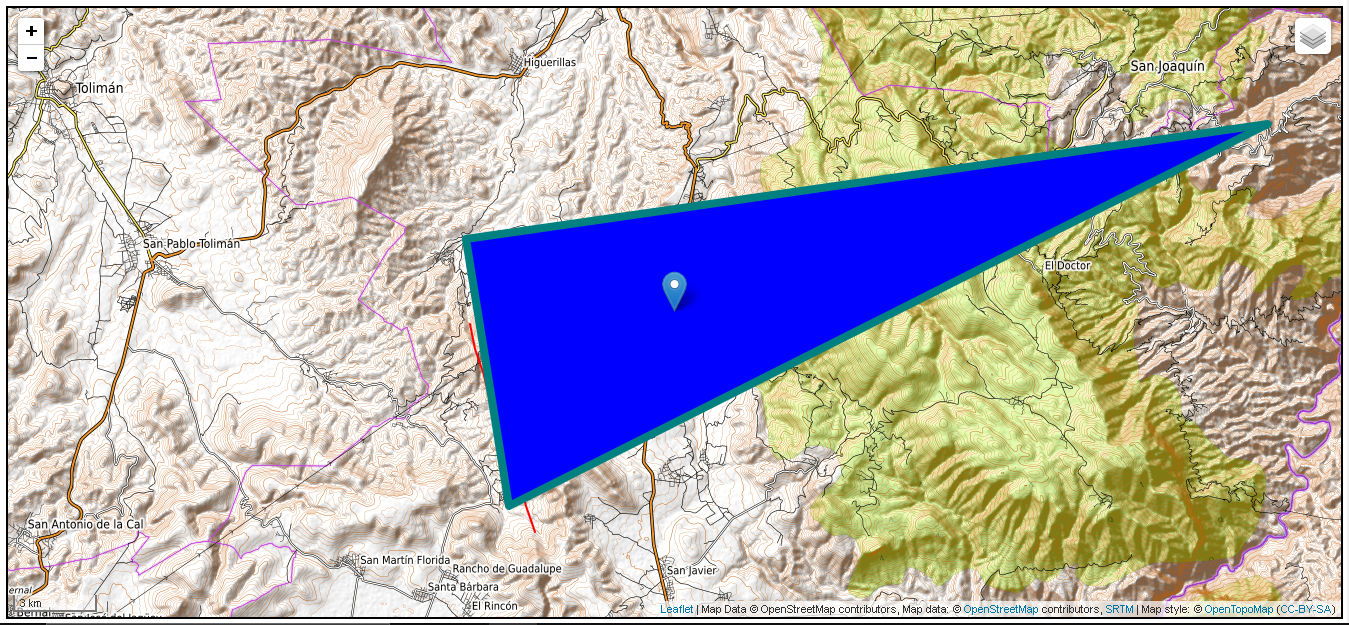 +
−
Higuerillas
San Joaquín
Tolimán
San Pablo Tolimán
El Doctor
San Antonio de la Cal
San Martín Florida
Rancho de Guadalupe
San Javier
Santa Bárbara
El Rincón
3 km
Leaflet | Map Data © OpenStreetMap contributors, Map data: © OpenStreetMap contributors, SRTM | Map style: © OpenTopoMap (CC-BY-SA)